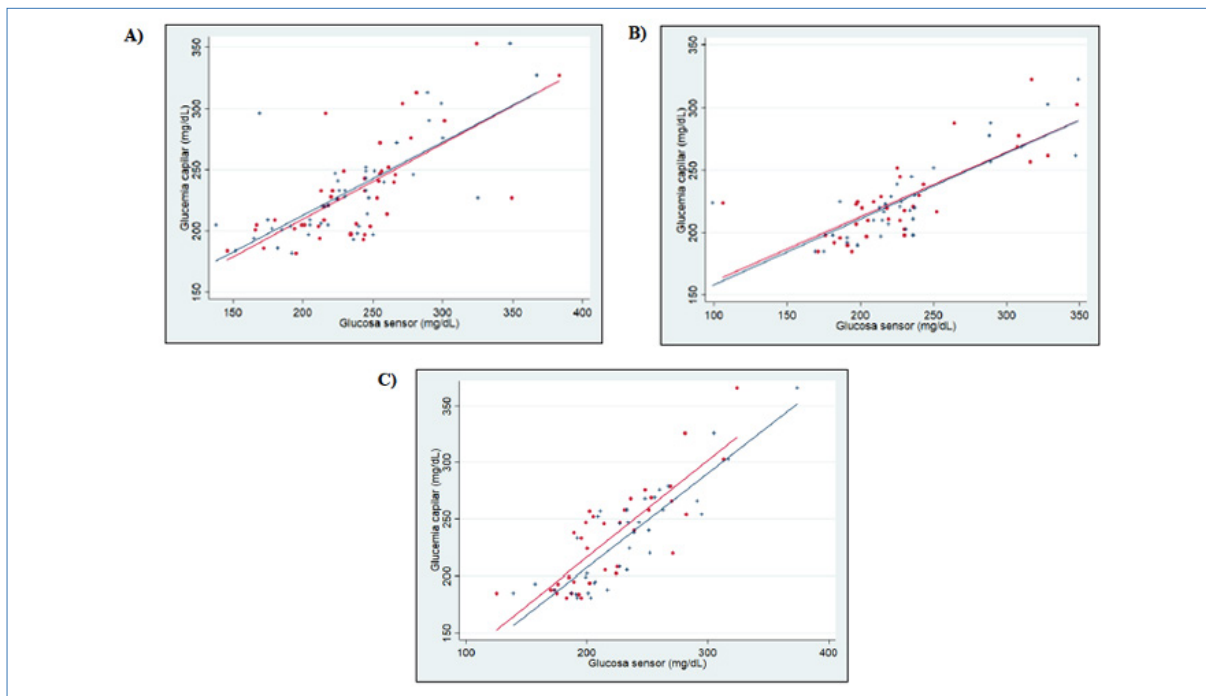 A)
350
300
250
200
150
Glucemia capilar (mg/dL)
150 200 250 300 350 400
Glucosa sensor (mg/dL)
B)
350
300
250
200
150
Glucemia capilar (mg/dL)
100 150 200 250 300 350
Glucosa sensor (mg/dL)
C)
350
300
250
200
150
Glucemia capilar (mg/dL)
100 200 300 400
Glucosa sensor (mg/dL)